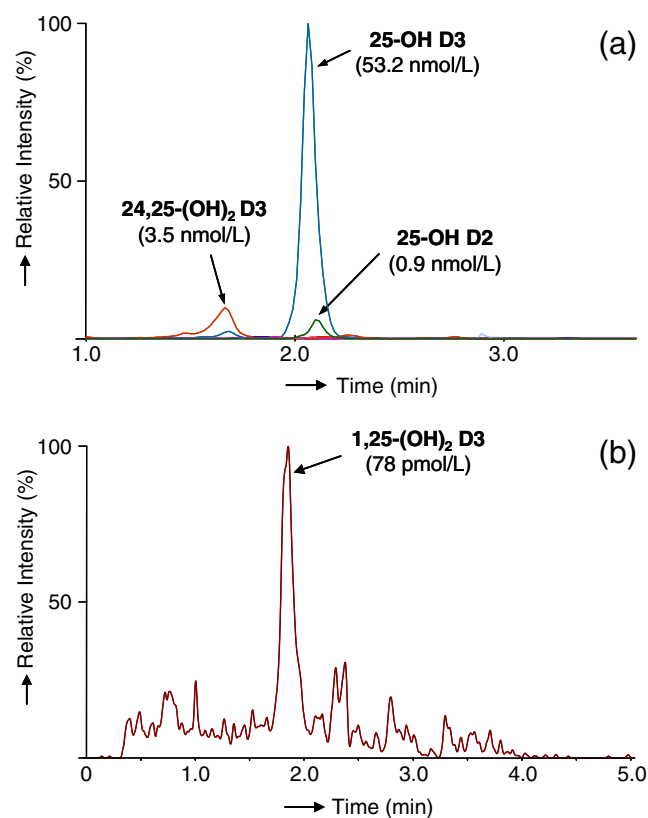 100
(a)
25-OH D3
(53.2 nmol/L)
Relative Intensity (%)
50
24,25-(OH)₂ D3
(3.5 nmol/L)
25-OH D2
(0.9 nmol/L)
1.0 2.0 3.0
Time (min)
100
(b)
1,25-(OH)₂ D3
(78 pmol/L)
Relative Intensity (%)
50
0 1.0 2.0 3.0 4.0 5.0
Time (min)